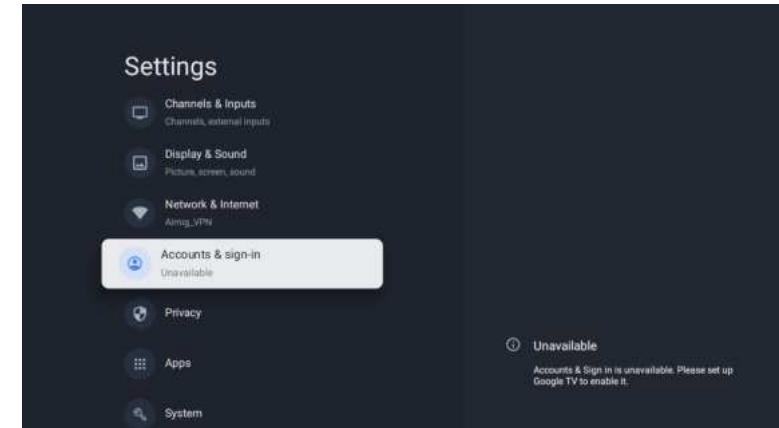 Settings
Channels & Inputs
Channels, external inputs
Display & Sound
Picture, screen, sound
Network & Internet
Aimig_VPN
Accounts & sign-in
Unavailable
Privacy
Apps
System
Unavailable
Accounts & Sign in is unavailable. Please set up
Google TV to enable it.